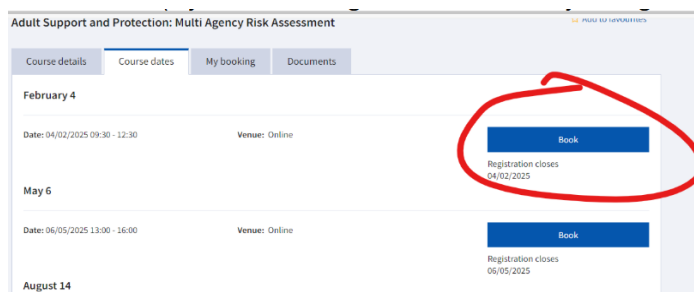 Adult Support and Protection: Multi Agency Risk Assessment
Add to favourites
Course details Course dates My booking Documents
February 4
Date: 04/02/2025 09:30 - 12:30 Venue: Online Book
Registration closes
04/02/2025
May 6
Date: 06/05/2025 13:00 - 16:00 Venue: Online Book
Registration closes
06/05/2025
August 14